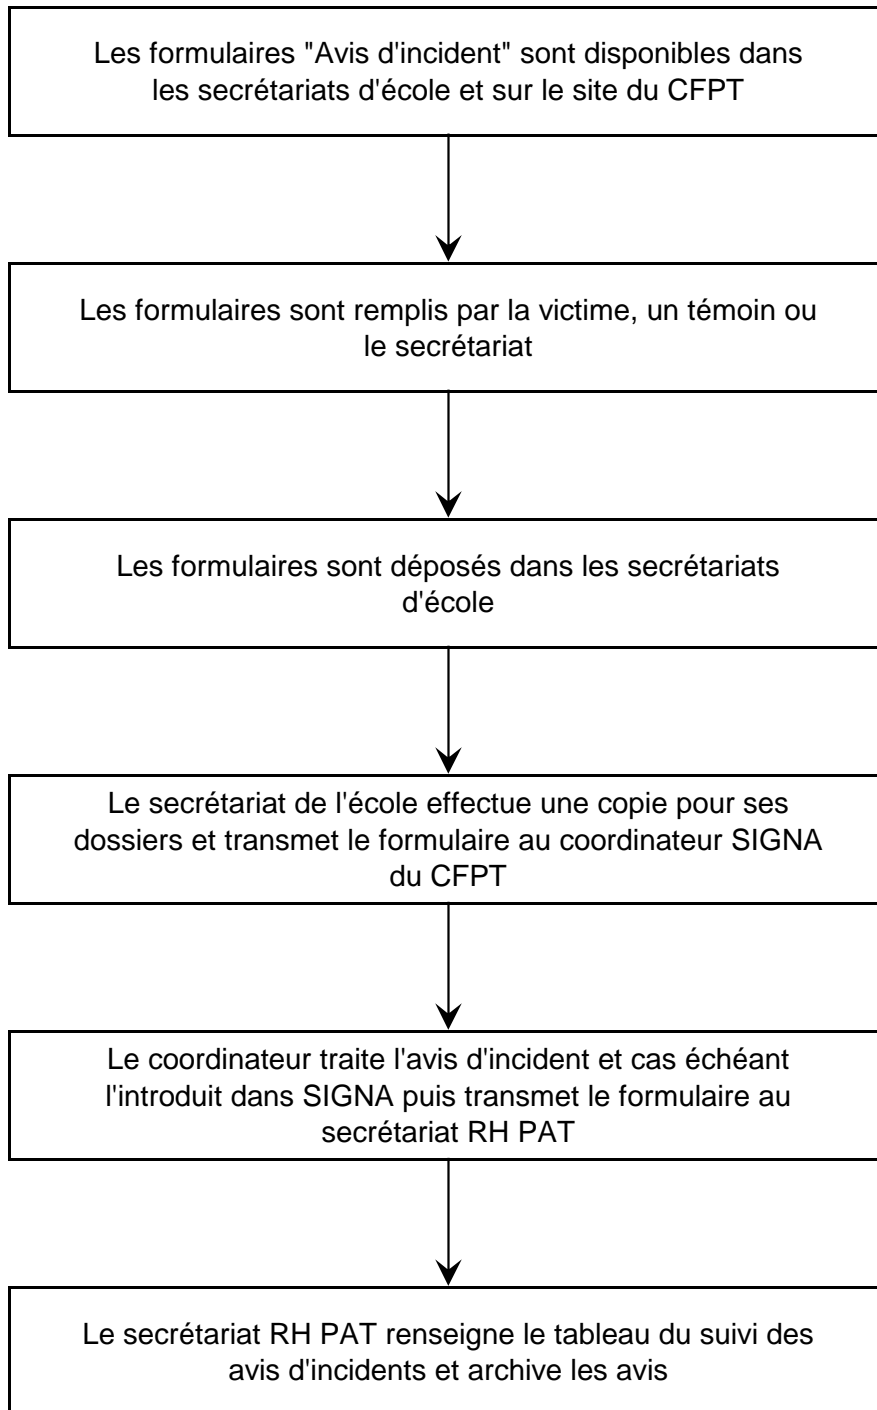 Les formulaires "Avis d'incident" sont disponibles dans
les secrétariats d'école et sur le site du CFPT
Les formulaires sont remplis par la victime, un témoin ou
le secrétariat
Les formulaires sont déposés dans les secrétariats
d'école
Le secrétariat de l'école effectue une copie pour ses
dossiers et transmet le formulaire au coordinateur SIGNA
du CFPT
Le coordinateur traite l'avis d'incident et cas échéant
l'introduit dans SIGNA puis transmet le formulaire au
secrétariat RH PAT
Le secrétariat RH PAT renseigne le tableau du suivi des
avis d'incidents et archive les avis